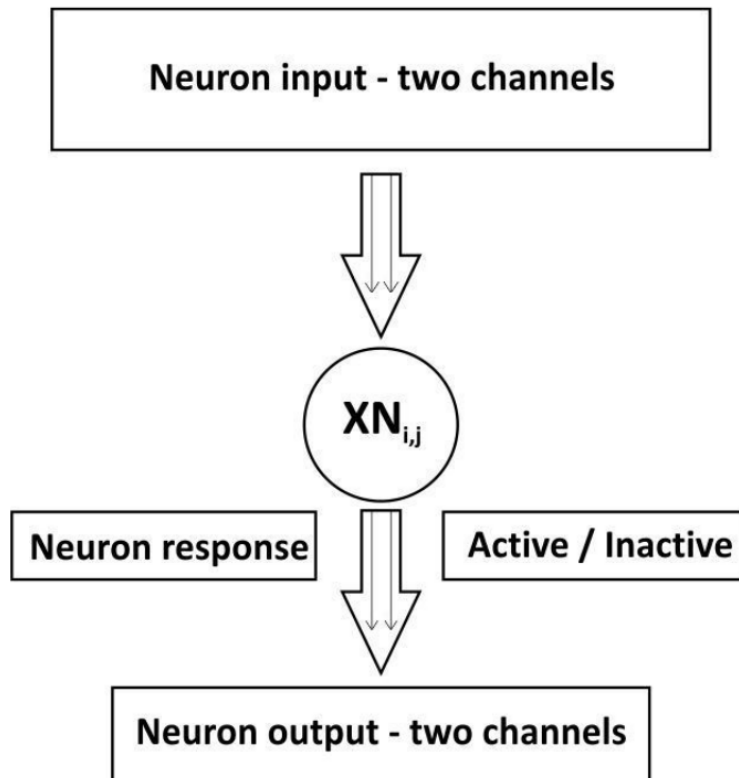 Neuron input - two channels
XNi,j
Neuron response
Active / Inactive
Neuron output - two channels